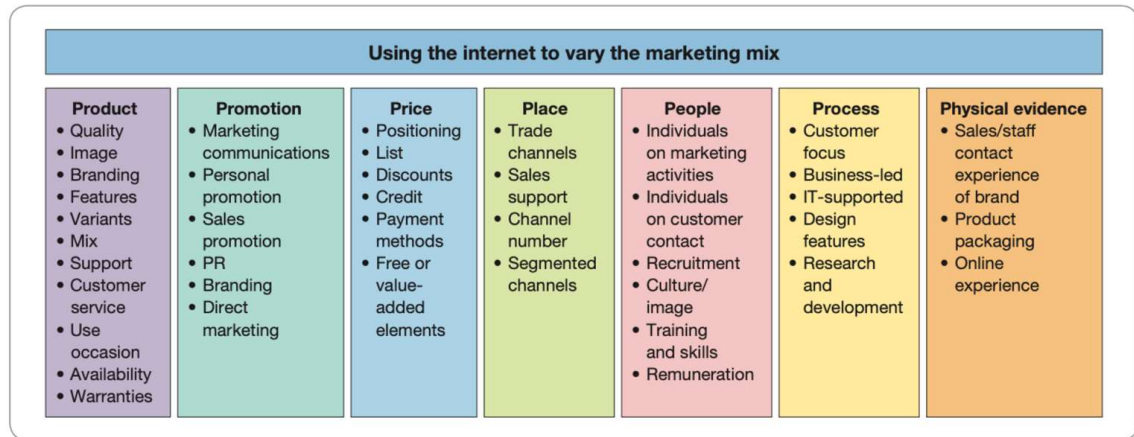 Using the internet to vary the marketing mix
Product
• Quality
• Image
• Branding
• Features
• Variants
• Mix
• Support
• Customer
service
• Use
occasion
• Availability
• Warranties
Promotion
• Marketing
communications
• Personal
promotion
• Sales
promotion
• PR
• Branding
• Direct
marketing
Price
• Positioning
• List
• Discounts
• Credit
• Payment
methods
• Free or
value-
added
elements
Place
• Trade
channels
• Sales
support
• Channel
number
• Segmented
channels
People
• Individuals
on marketing
activities
• Individuals
on customer
contact
• Recruitment
• Culture/
image
• Training
and skills
• Remuneration
Process
• Customer
focus
• Business-led
• IT-supported
• Design
features
• Research
and
development
Physical evidence
• Sales/staff
contact
experience
of brand
• Product
packaging
• Online
experience